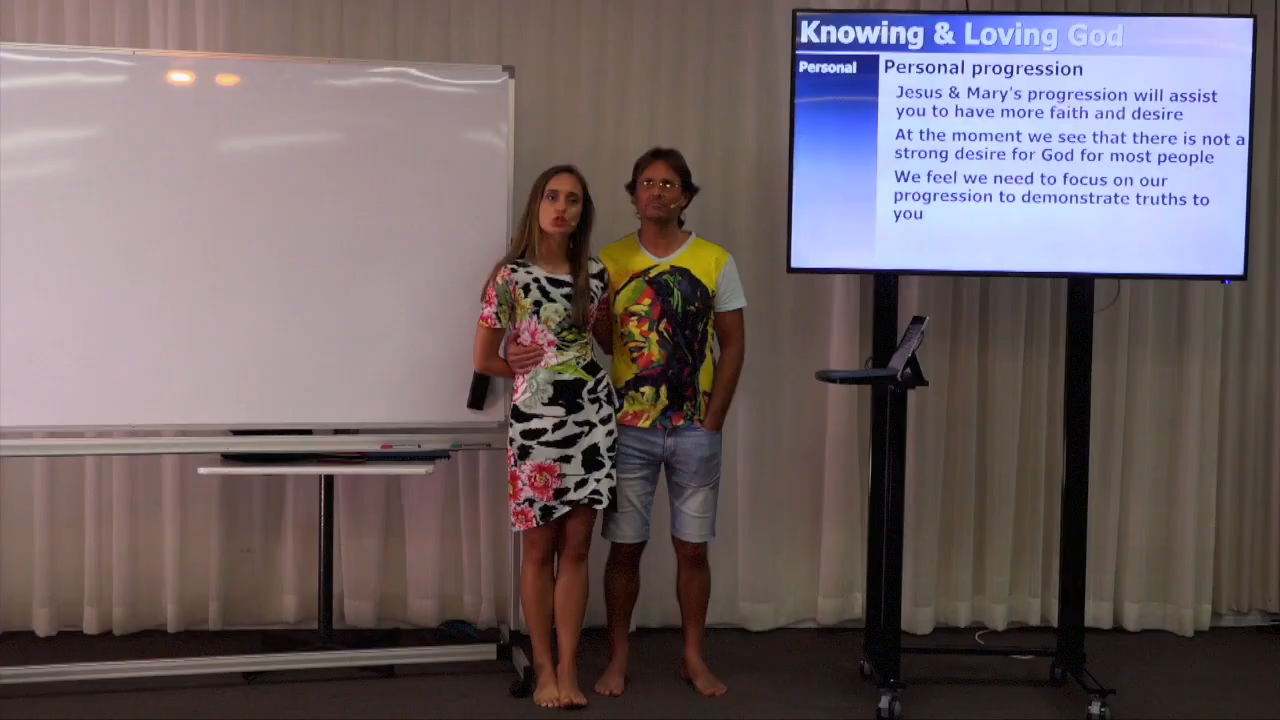 Knowing & Loving God
Personal
Personal progression
Jesus & Mary's progression will assist
you to have more faith and desire
At the moment we see that there is not a
strong desire for God for most people
We feel we need to focus on our
progression to demonstrate truths to
you